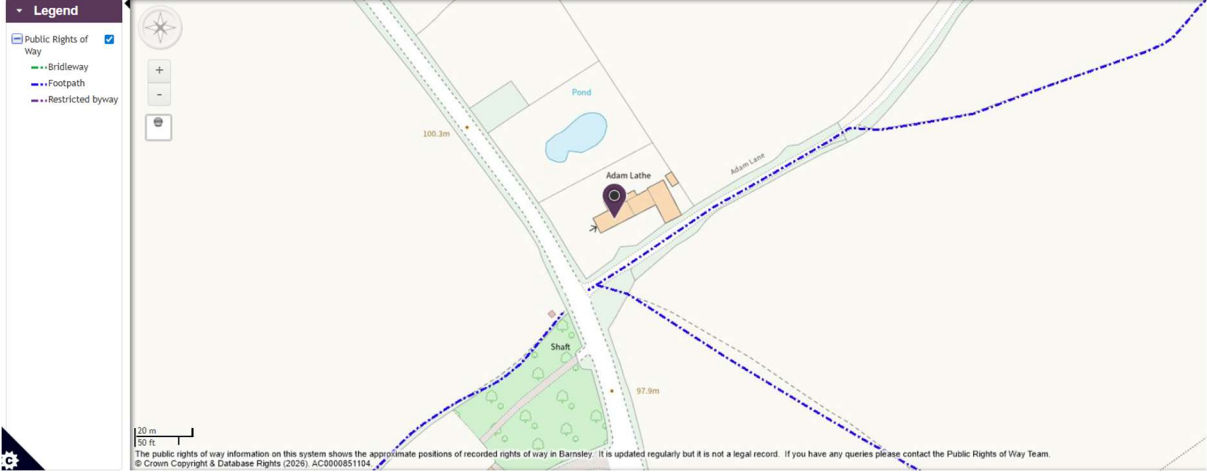 Legend
Public Rights of
Way
Bridleway
Footpath
Restricted byway
+
-
Pond
100.3m
Adam Lathe
Adam Lane
Shaft
97.9m
20 m
50 ft
The public rights of way information on this system shows the approximate positions of recorded rights of way in Barnsley. It is updated regularly but it is not a legal record. If you have any queries please contact the Public Rights of Way Team.
© Crown Copyright & Database Rights (2026). AC0000851104